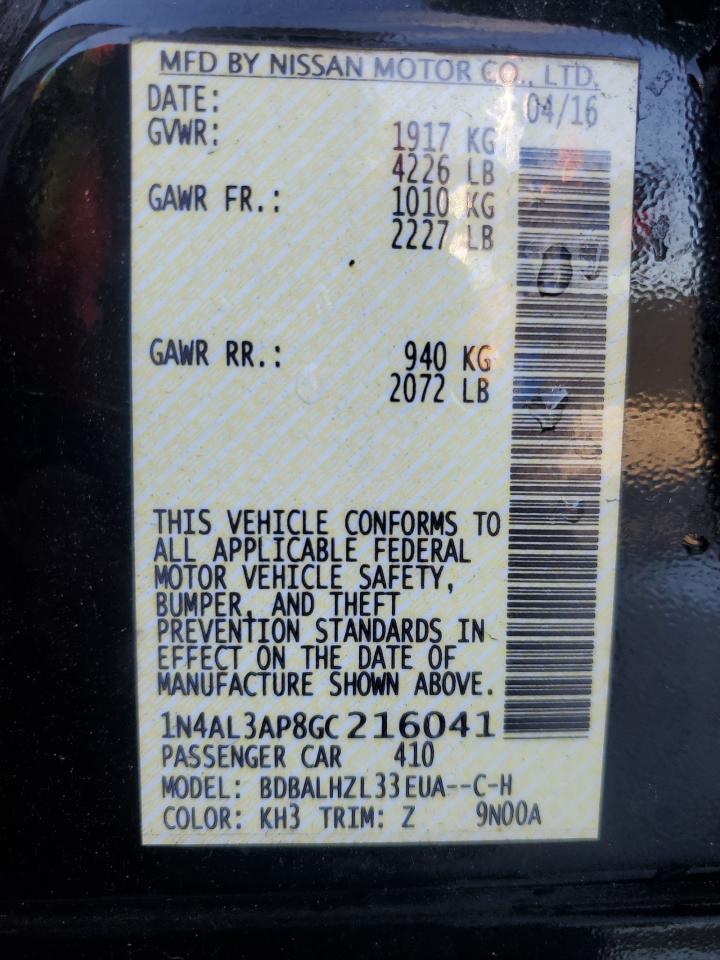 MFD BY NISSAN MOTOR CO., LTD.
DATE: 04/16
GVWR: 1917 KG
4226 LB
GAWR FR.: 1010 KG
2227 LB
GAWR RR.: 940 KG
2072 LB
THIS VEHICLE CONFORMS TO
ALL APPLICABLE FEDERAL
MOTOR VEHICLE SAFETY,
BUMPER, AND THEFT
PREVENTION STANDARDS IN
EFFECT ON THE DATE OF
MANUFACTURE SHOWN ABOVE.
1N4AL3AP8GC216041
PASSENGER CAR 410
MODEL: BDBALHZL33EUA--C-H
COLOR: KH3 TRIM: Z 9N00A